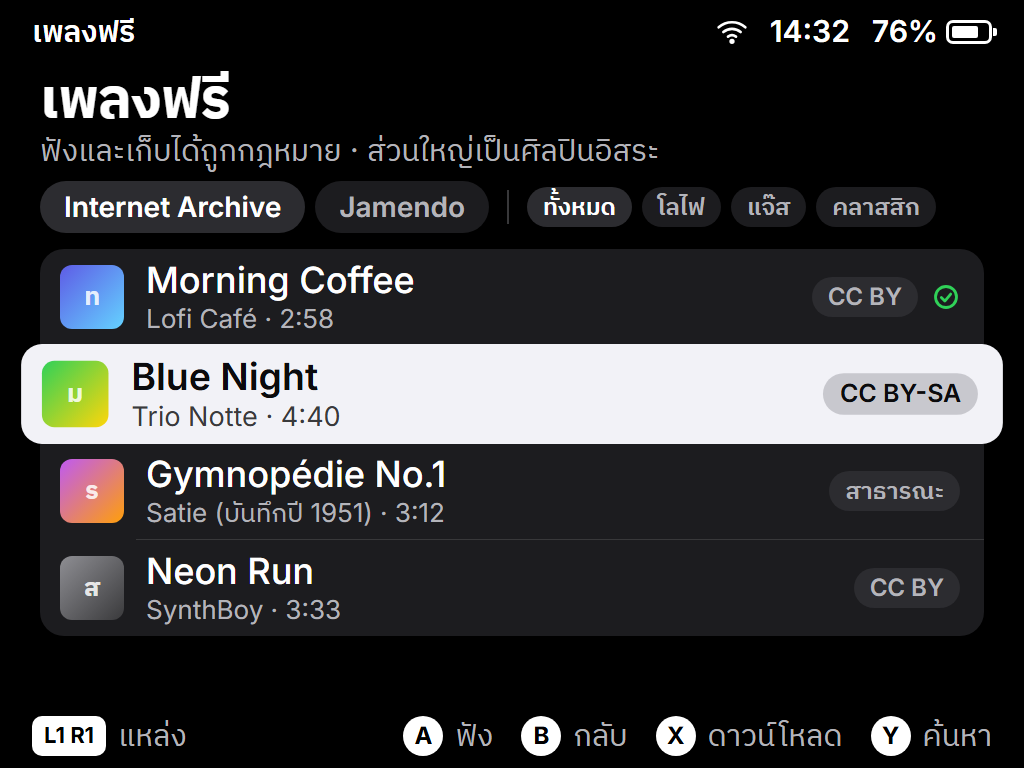 เพลงฟรี 14:32 76%
เพลงฟรี
ฟังและเก็บได้ถูกกฎหมาย · ส่วนใหญ่เป็นศิลปินอิสระ
Internet Archive Jamendo ทั้งหมด โลไฟ แจ๊ส คลาสสิก
ก Morning Coffee CC BY
Lofi Café · 2:58
ม Blue Night CC BY-SA
Trio Notte · 4:40
ร Gymnopédie No.1 สาธารณะ
Satie (บันทึกปี 1951) · 3:12
ส Neon Run CC BY
SynthBoy · 3:33
L1 R1 แหล่ง A ฟัง B กลับ X ดาวน์โหลด Y ค้นหา